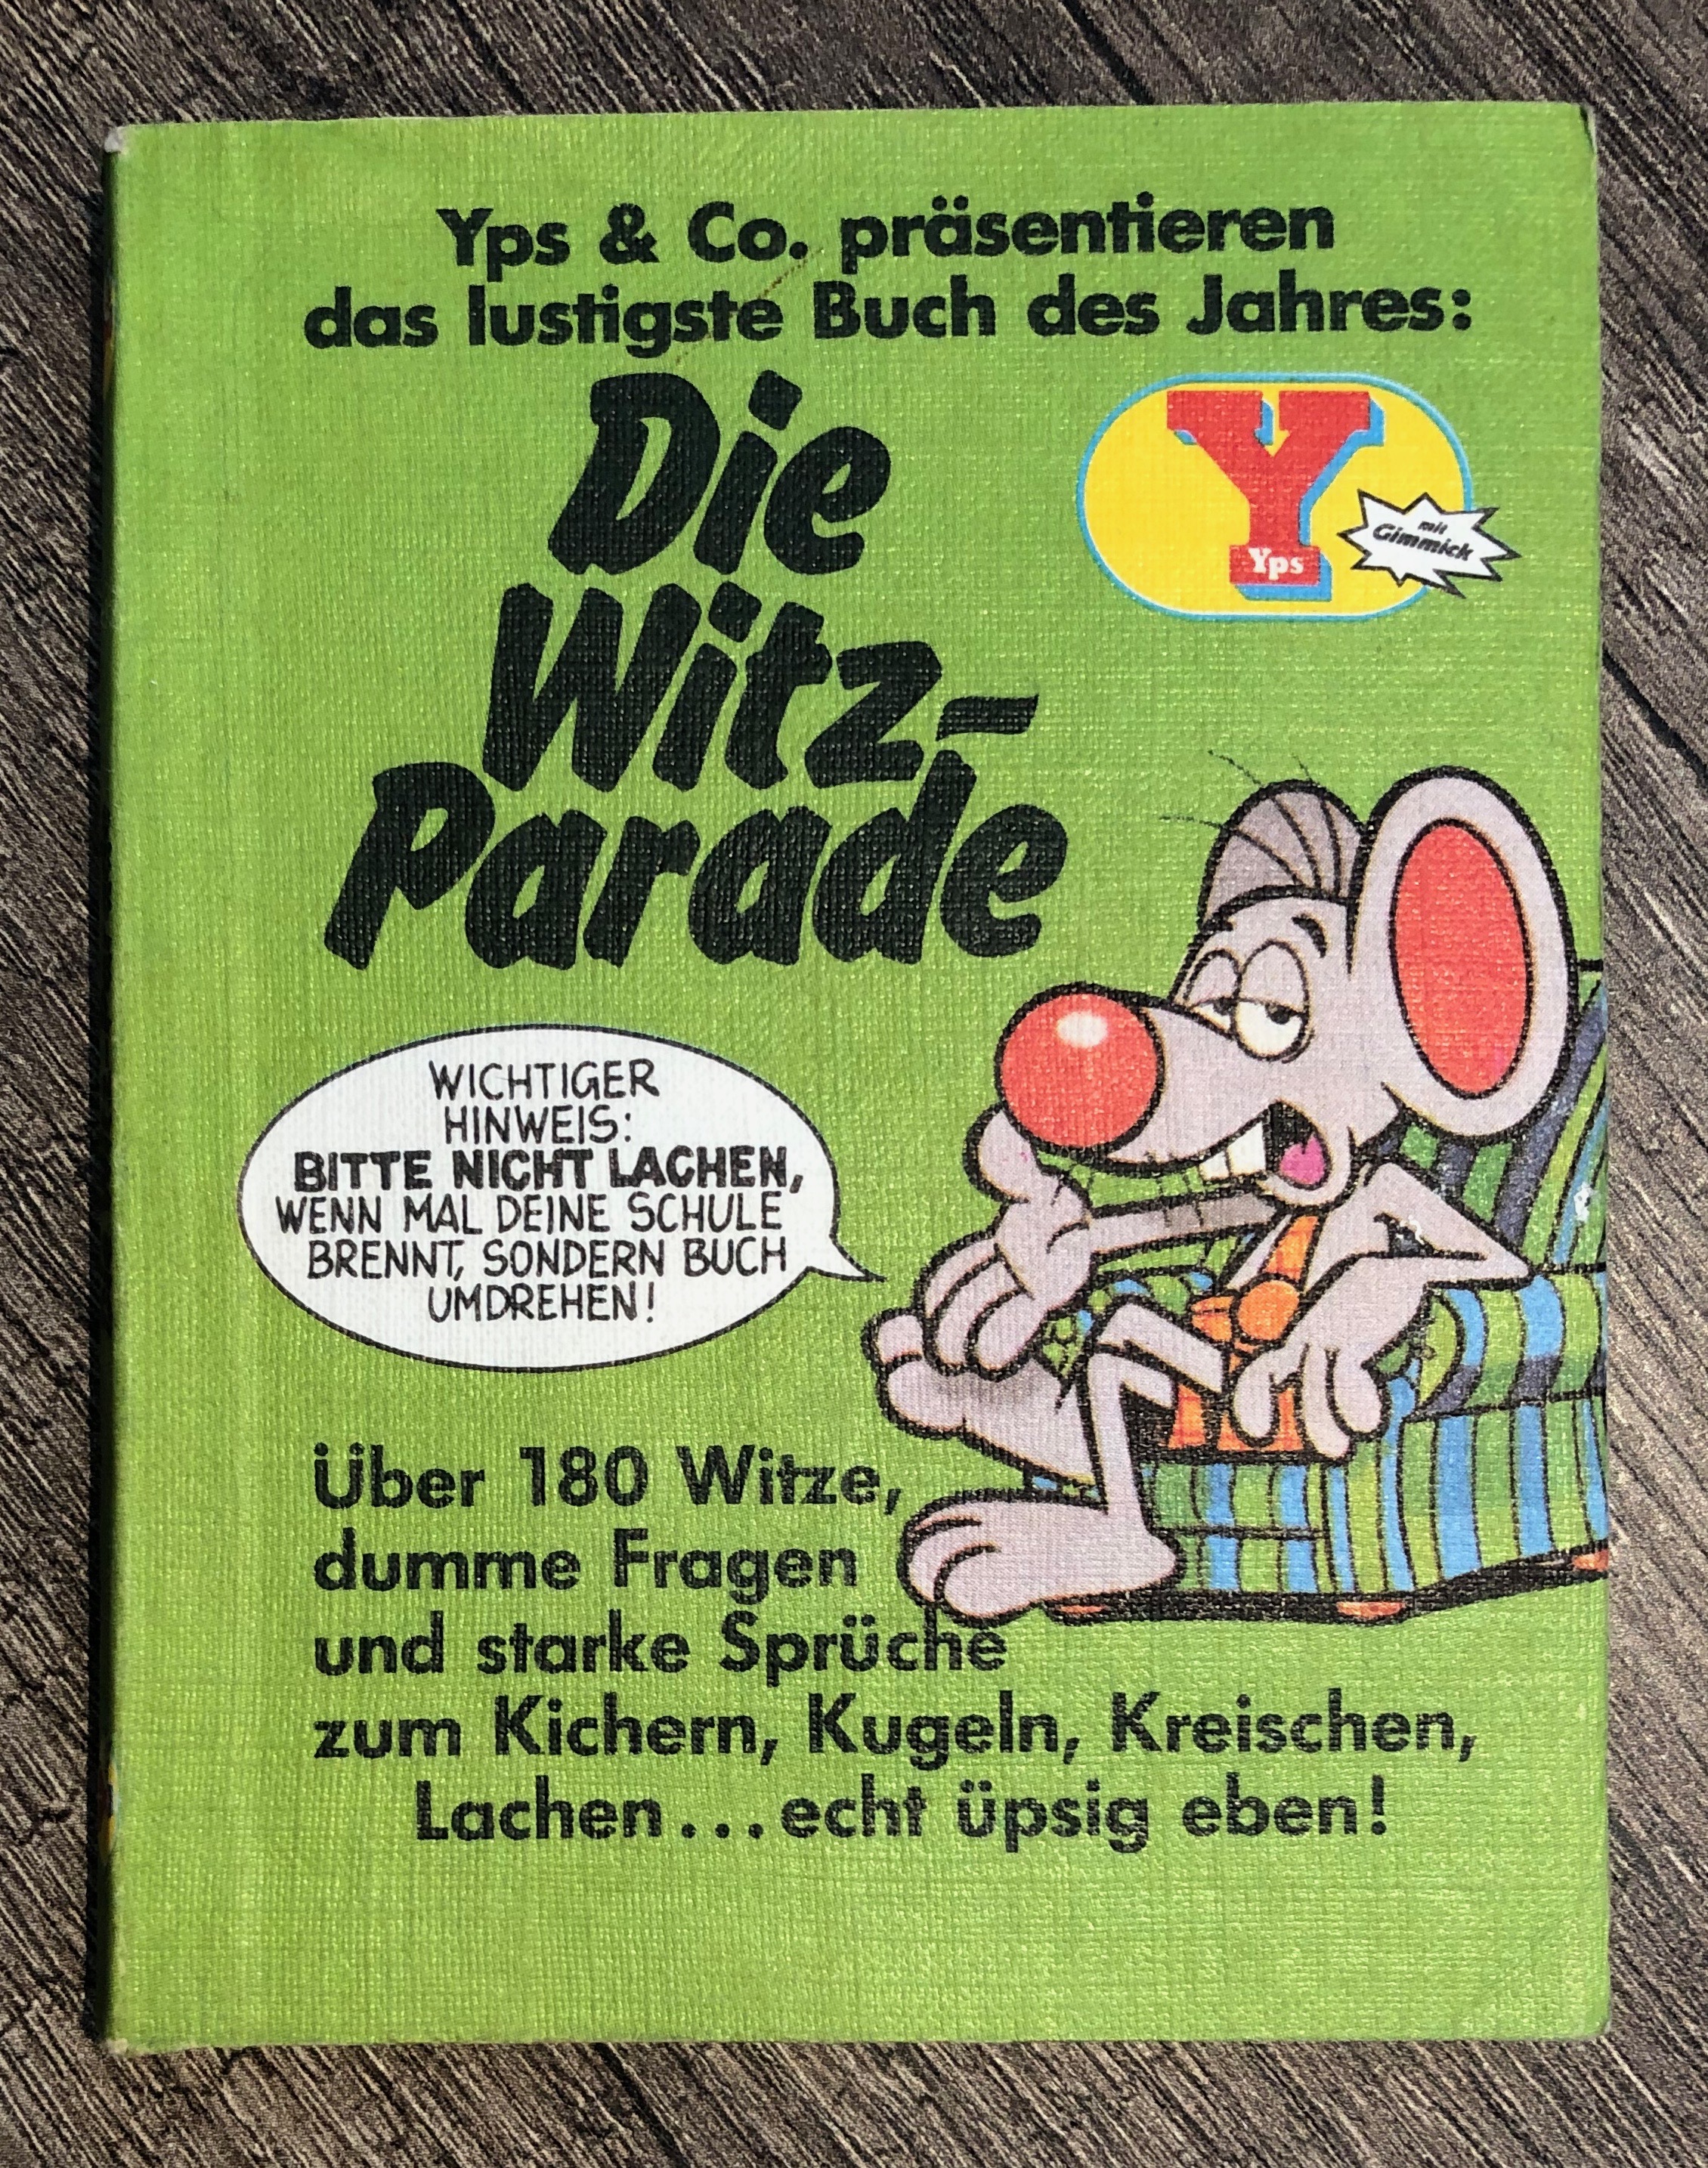 Yps & Co. präsentieren
das lustigste Buch des Jahres:
Die
Witz-
Parade
Y
Yps
mit
Gimmick
WICHTIGER
HINWEIS:
BITTE NICHT LACHEN,
WENN MAL DEINE SCHULE
BRENNT, SONDERN BUCH
UMDREHEN!
Über 180 Witze,
dumme Fragen
und starke Sprüche
zum Kichern, Kugeln, Kreischen,
Lachen...echt üpsig eben!